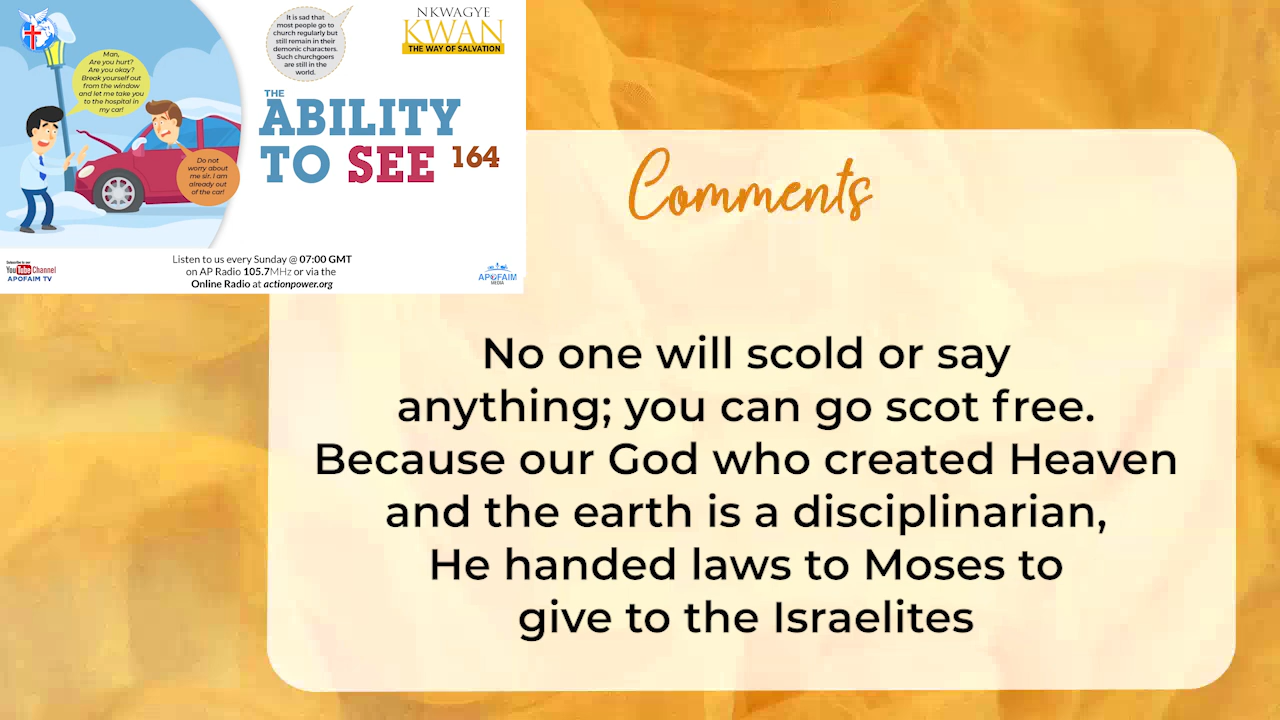 Man,
Are you hurt?
Are you okay?
Break yourself out
from the window
and let me take you
to the hospital in
my car!
Do not
worry about
me sir. I am
already out
of the car!
It is sad that
most people go to
church regularly but
still remain in their
demonic characters.
Such churchgoers
are still in the
world.
NKWAGYE
KWAN
THE WAY OF SALVATION
THE
ABILITY
TO SEE 164
Subscribe to our
YouTube Channel
APOFAIM TV
Listen to us every Sunday @ 07:00 GMT
on AP Radio 105.7MHz or via the
Online Radio at actionpower.org
APOFAIM
MEDIA
Comments
No one will scold or say
anything; you can go scot free.
Because our God who created Heaven
and the earth is a disciplinarian,
He handed laws to Moses to
give to the Israelites